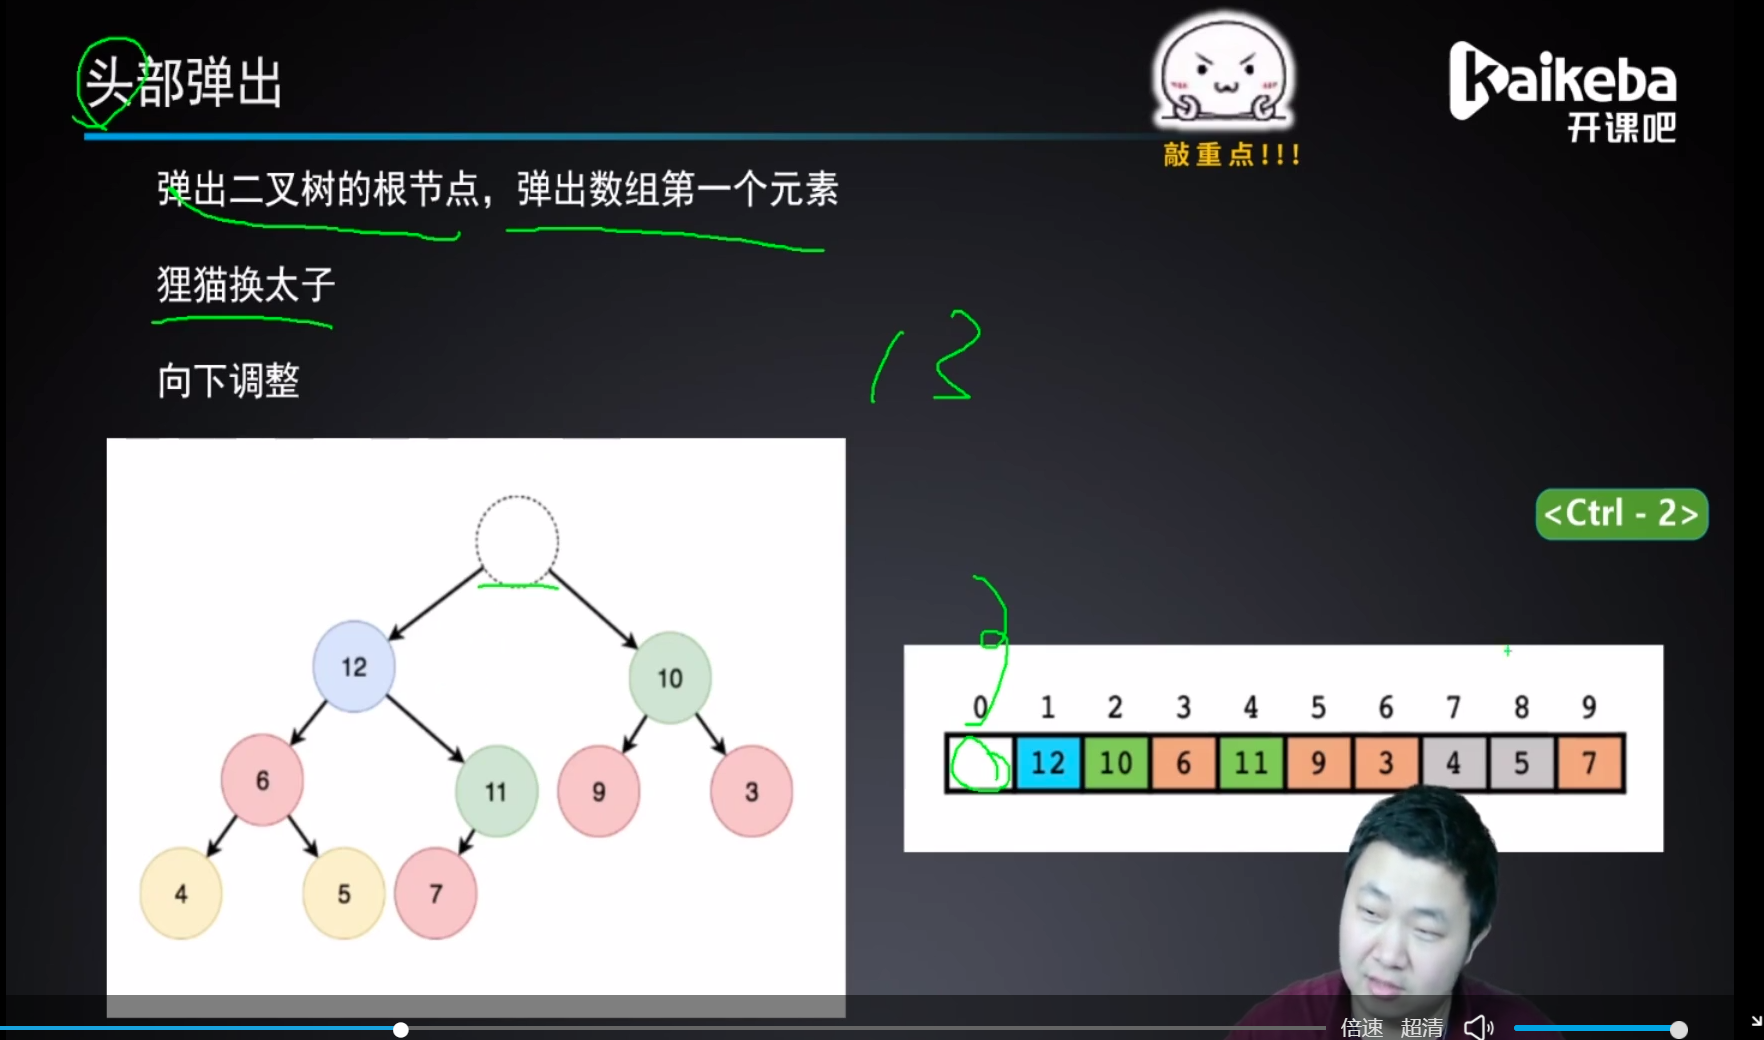 头部弹出
敲重点!!!
kaikeba
开课吧
弹出二叉树的根节点，弹出数组第一个元素
狸猫换太子
向下调整
<Ctrl - 2>
12
10
6
11
9
3
4
5
7
0 1 2 3 4 5 6 7 8 9
12 10 6 11 9 3 4 5 7
倍速 超清